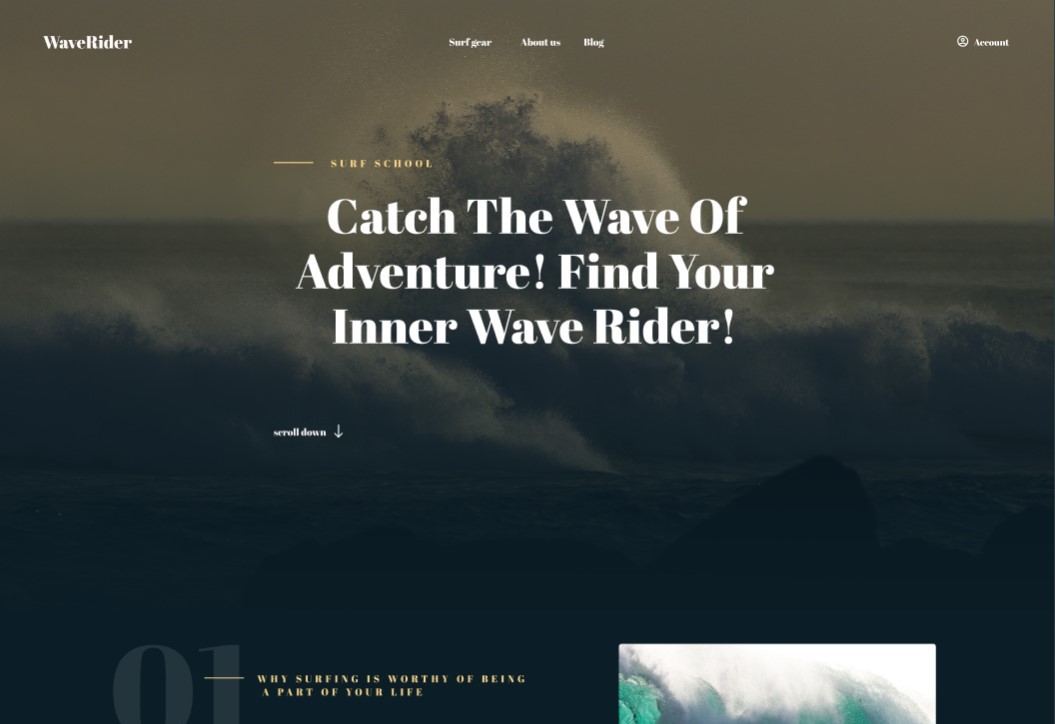 WaveRider
Surf gear About us Blog
Account
SURF SCHOOL
Catch The Wave Of
Adventure! Find Your
Inner Wave Rider!
scroll down
01
WHY SURFING IS WORTHY OF BEING
A PART OF YOUR LIFE